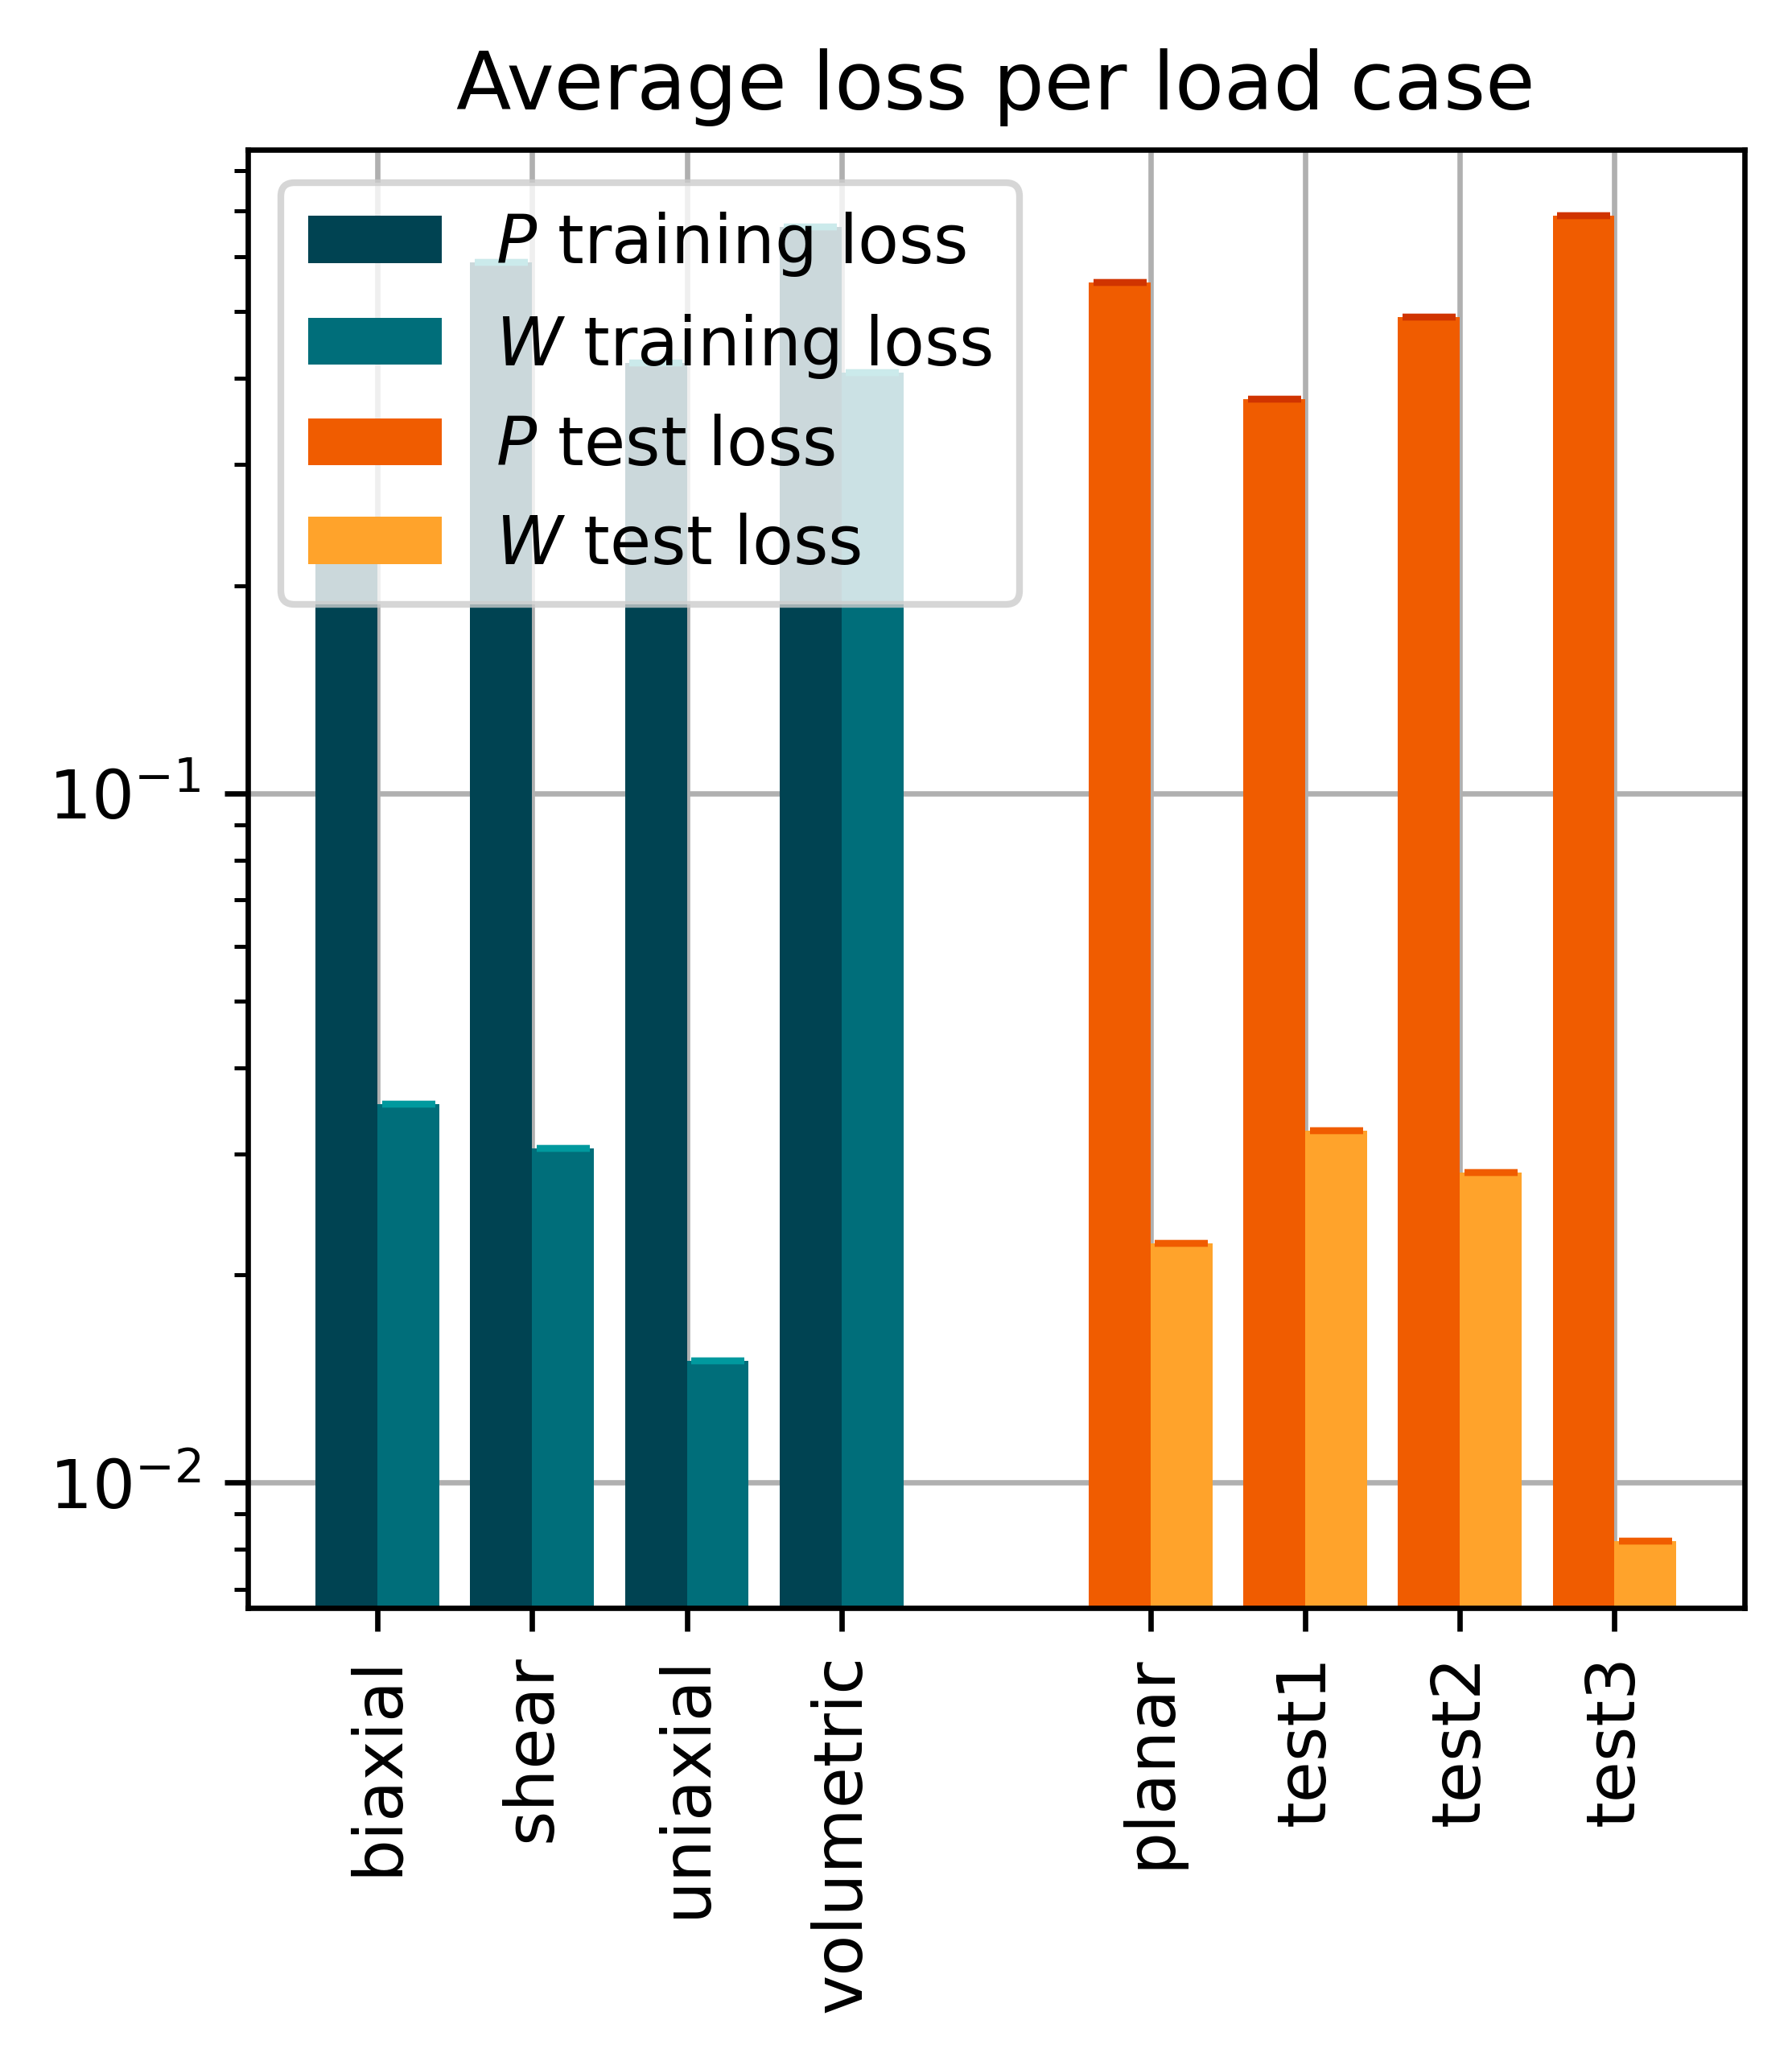 Average loss per load case
P training loss
W training loss
P test loss
W test loss
10⁻¹
10⁻²
biaxial
shear
uniaxial
volumetric
planar
test1
test2
test3